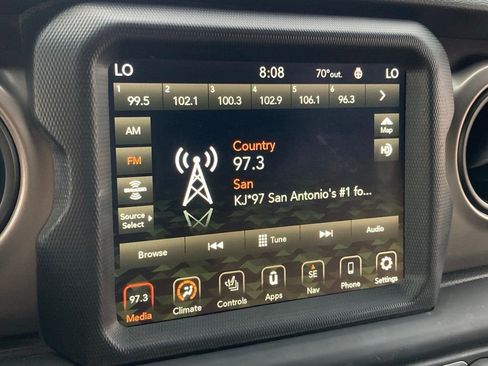 LO 8:08 70°out. LO
1 2 3 4 5 6
99.5 102.1 100.3 102.9 106.1 96.3
AM
FM
Source
Select
Country
97.3
San
KJ*97 San Antonio's #1 fo...
Map
Browse Tune Audio
97.3 SE
Media Climate Controls Apps Nav Phone Settings